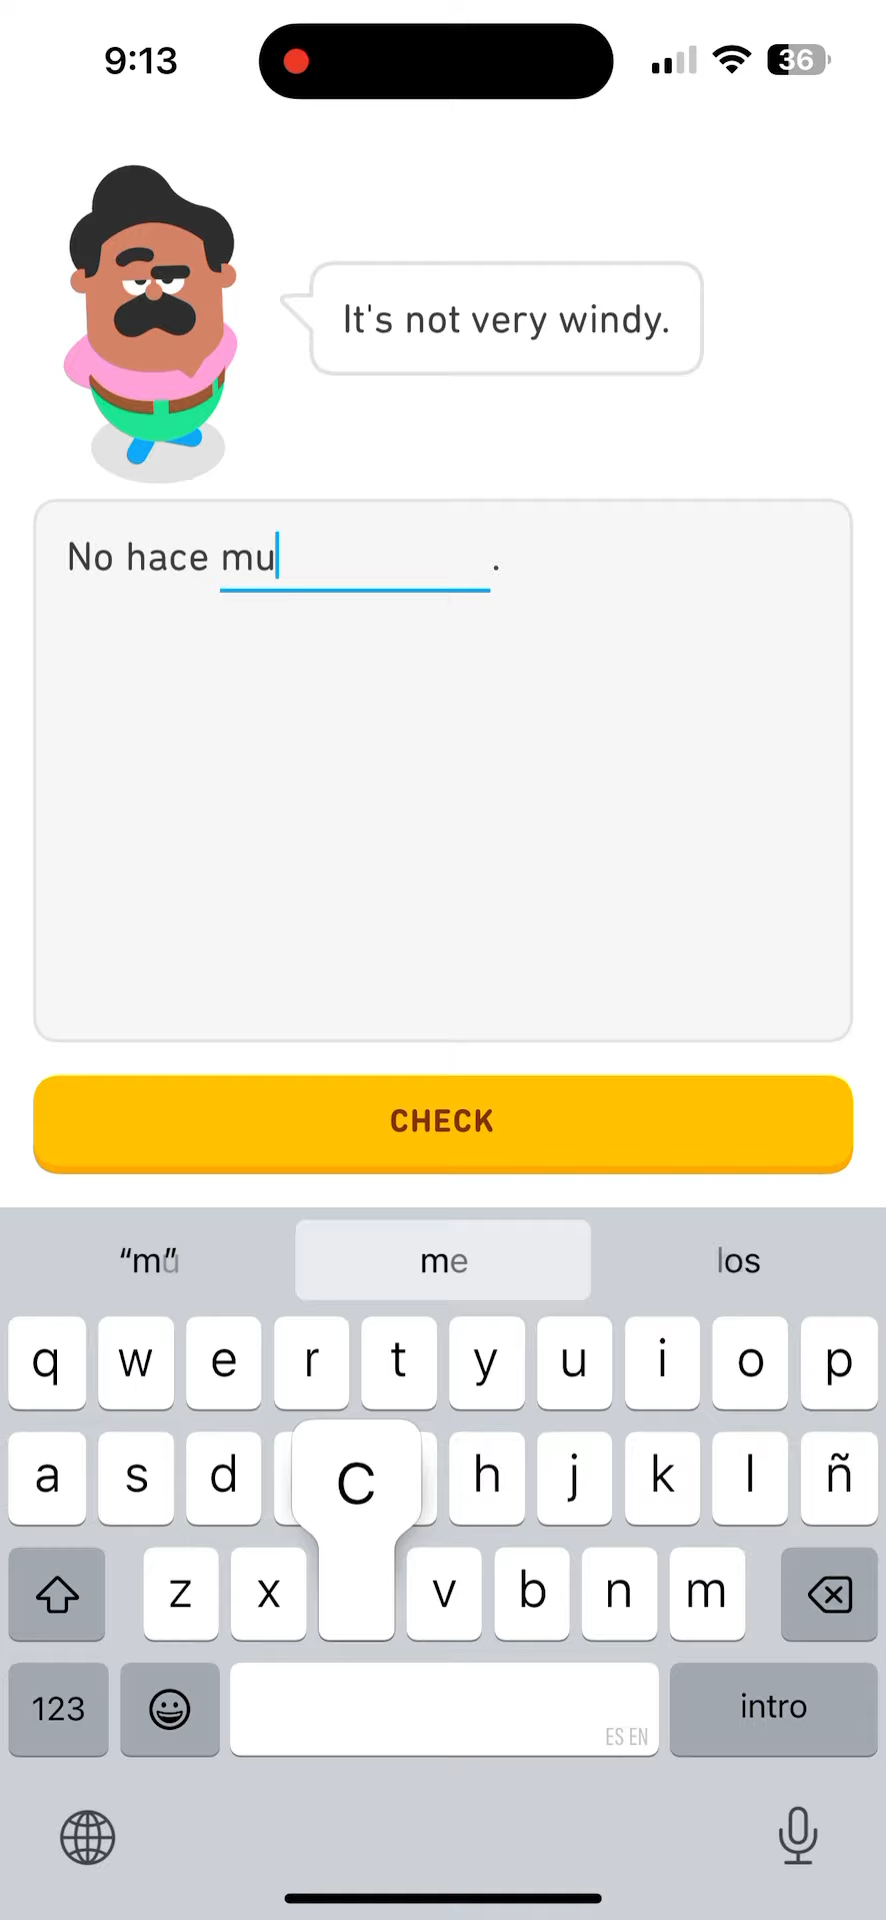 9:13
36
It's not very windy.
No hace mu.
CHECK
“mu”
me
los
q w e r t y u i o p
a s d C h j k l ñ
z x v b n m
123
ES EN
intro